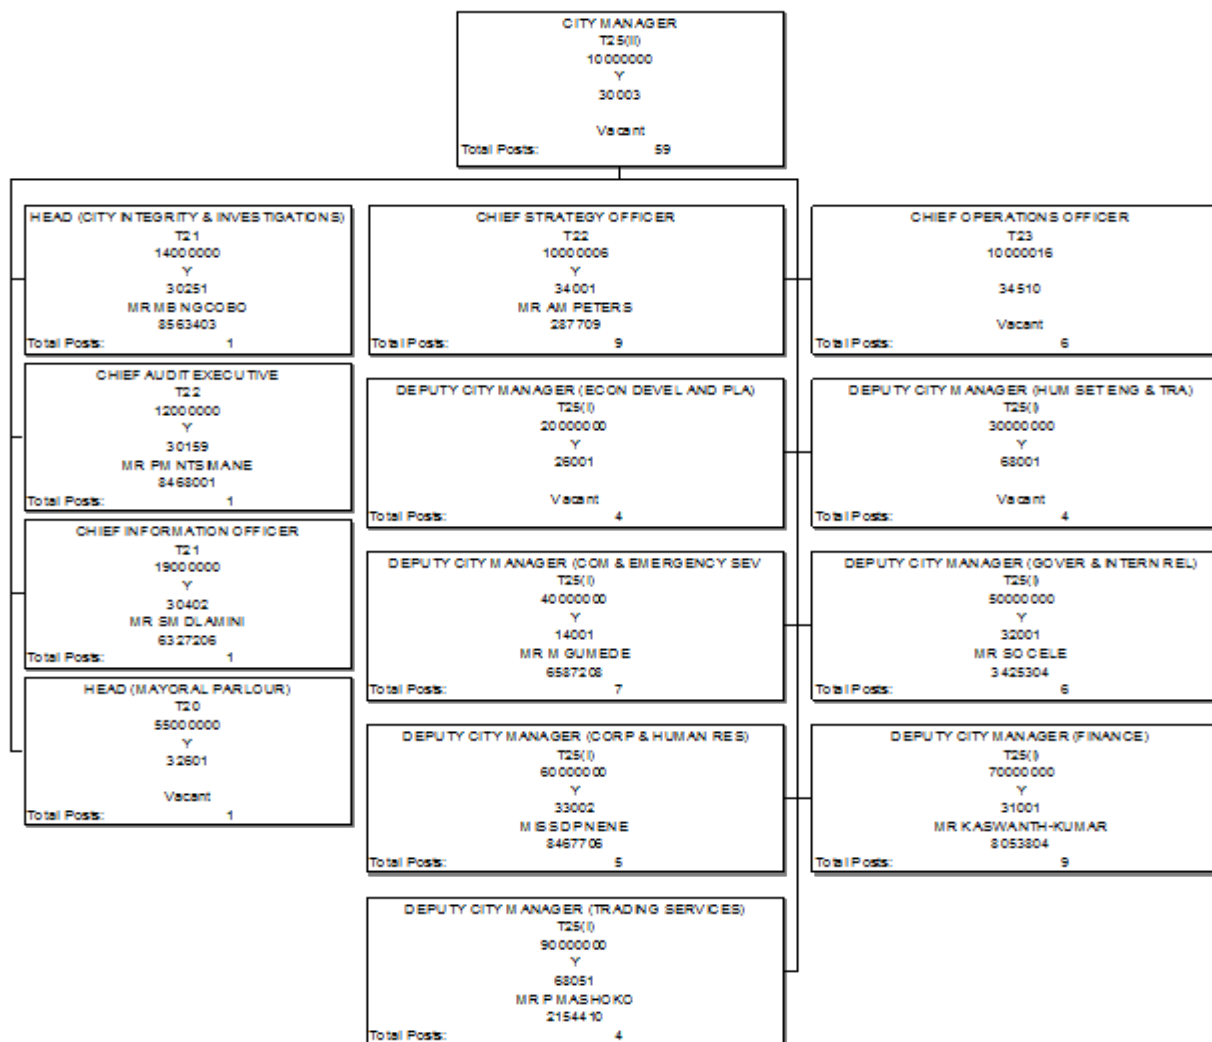 CITY MANAGER
T25(II)
10000000
Y
30003
Vacant
Total Posts: 59
HEAD (CITY INTEGRITY & INVESTIGATIONS)
T21
14000000
Y
30251
MR MB NGCOBO
8563403
Total Posts: 1
CHIEF STRATEGY OFFICER
T22
10000006
Y
34001
MR AM PETERS
287709
Total Posts: 9
CHIEF OPERATIONS OFFICER
T23
10000016
34510
Vacant
Total Posts: 6
CHIEF AUDIT EXECUTIVE
T22
12000000
Y
30159
MR PM NTSIMANE
8468001
Total Posts: 1
DEPUTY CITY MANAGER (ECON DEVEL AND PLA)
T25(I)
20000000
Y
26001
Vacant
Total Posts: 4
DEPUTY CITY MANAGER (HUM SET ENG & TRA)
T25(I)
30000000
Y
68001
Vacant
Total Posts: 4
CHIEF INFORMATION OFFICER
T21
19000000
Y
30402
MR SM DLAMINI
6327206
Total Posts: 1
DEPUTY CITY MANAGER (COM & EMERGENCY SEV
T25(I)
40000000
Y
14001
MR M GUMEDE
6587208
Total Posts: 7
DEPUTY CITY MANAGER (GOVER & INTERN REL)
T25(I)
50000000
Y
32001
MR SO CELE
3425304
Total Posts: 6
HEAD (MAYORAL PARLOUR)
T20
55000000
Y
32601
Vacant
Total Posts: 1
DEPUTY CITY MANAGER (CORP & HUMAN RES)
T25(I)
60000000
Y
33002
MISS DP NENE
8467706
Total Posts: 5
DEPUTY CITY MANAGER (FINANCE)
T25(I)
70000000
Y
31001
MR KASWANTH-KUMAR
8053804
Total Posts: 9
DEPUTY CITY MANAGER (TRADING SERVICES)
T25(I)
90000000
Y
68051
MR P MASHOKO
2154410
Total Posts: 4